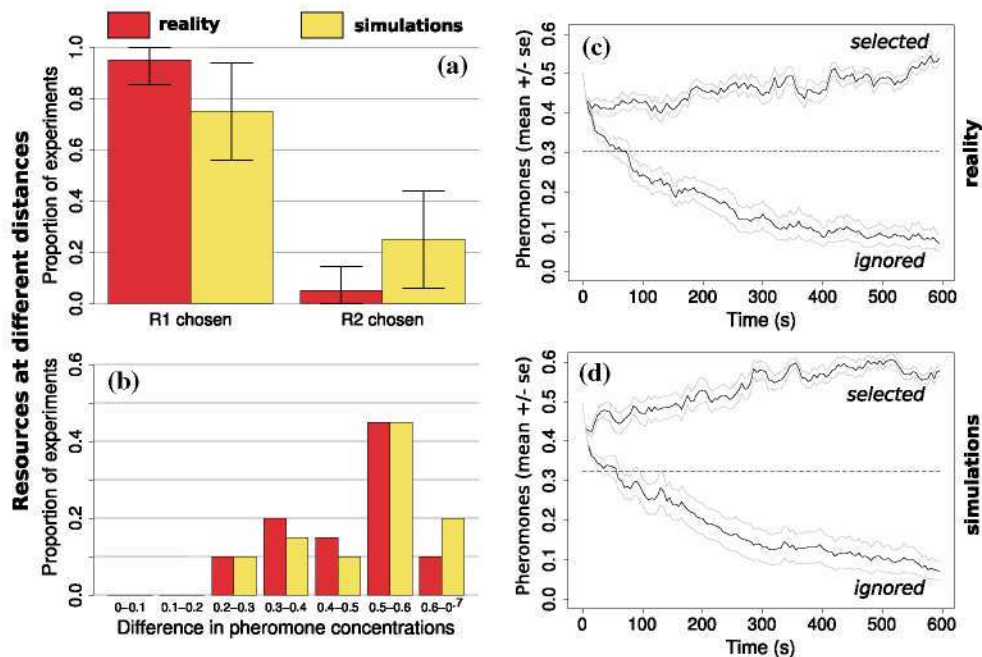 reality
simulations
Resources at different distances
(a)
Proportion of experiments
1.0
0.8
0.6
0.4
0.2
0.0
R1 chosen
R2 chosen
(b)
Proportion of experiments
0.6
0.4
0.2
0.0
0–0.1 0.1–0.2 0.2–0.3 0.3–0.4 0.4–0.5 0.5–0.6 0.6–0.7
Difference in pheromone concentrations
(c)
selected
ignored
Pheromones (mean +/- se)
0.6
0.5
0.4
0.3
0.2
0.1
0.0
0 100 200 300 400 500 600
Time (s)
reality
(d)
selected
ignored
Pheromones (mean +/- se)
0.6
0.5
0.4
0.3
0.2
0.1
0.0
0 100 200 300 400 500 600
Time (s)
simulations